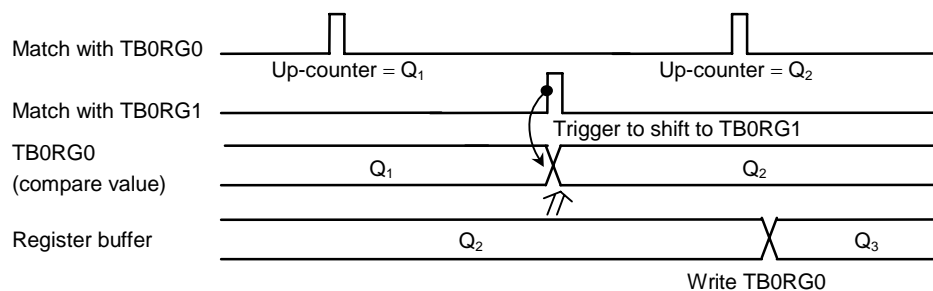 Match with TB0RG0
Up-counter = Q₁
Up-counter = Q₂
Match with TB0RG1
Trigger to shift to TB0RG1
TB0RG0
(compare value)
Q₁
Q₂
Register buffer
Q₂
Q₃
Write TB0RG0